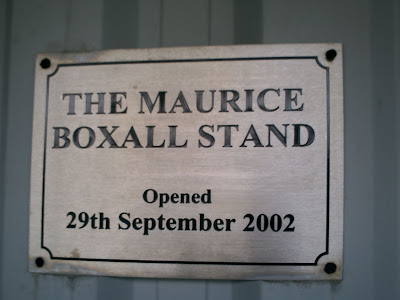 THE MAURICE
BOXALL STAND
Opened
29th September 2002